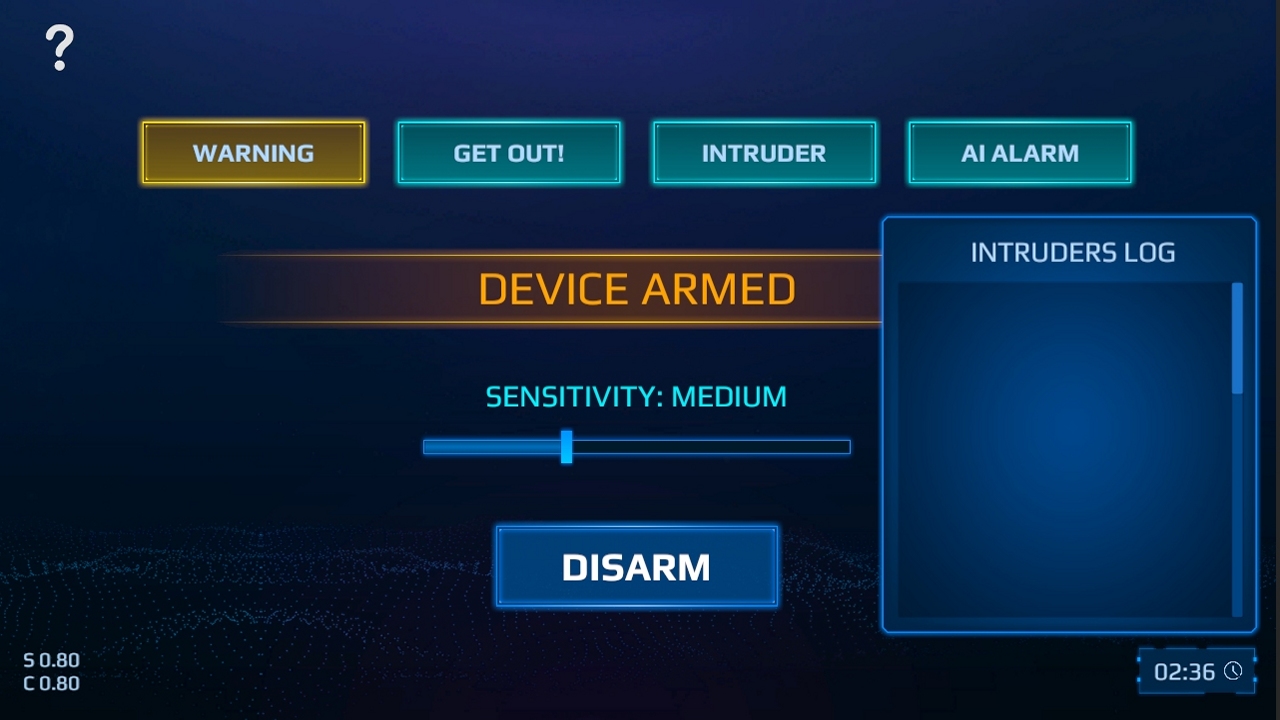 ?
WARNING
GET OUT!
INTRUDER
AI ALARM
INTRUDERS LOG
DEVICE ARMED
SENSITIVITY: MEDIUM
DISARM
S 0.80
C 0.80
02:36